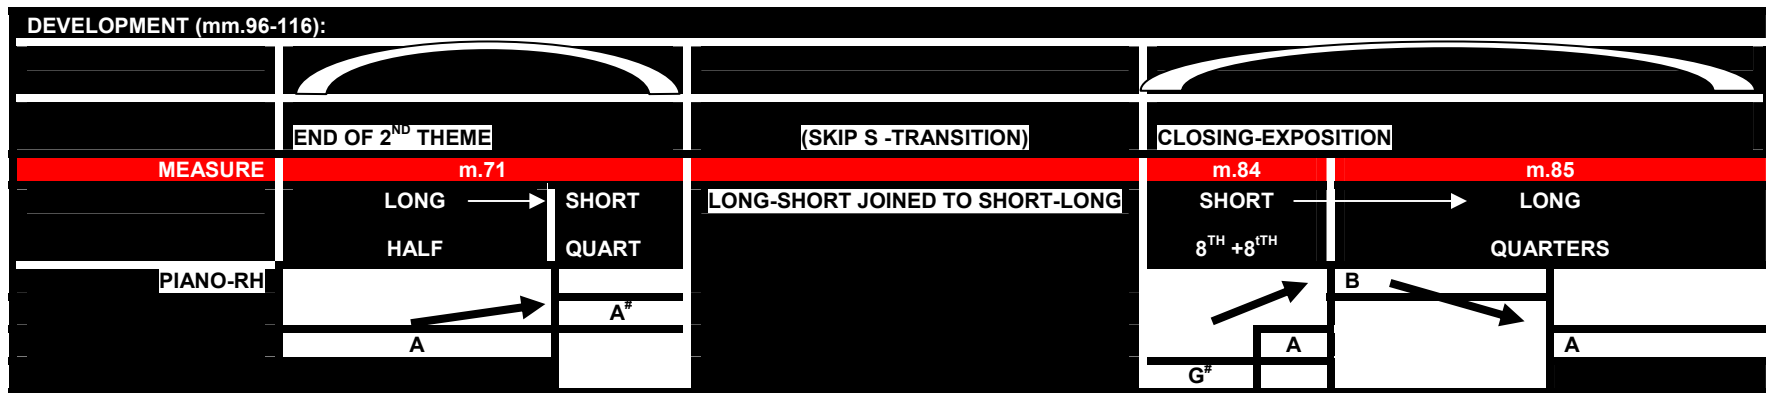 DEVELOPMENT (mm.96-116):
END OF 2ND THEME (SKIP S -TRANSITION) CLOSING-EXPOSITION
MEASURE m.71 m.84 m.85
LONG SHORT LONG-SHORT JOINED TO SHORT-LONG SHORT LONG
HALF QUART 8TH +8tTH QUARTERS
PIANO-RH B
A#
A A A
G#